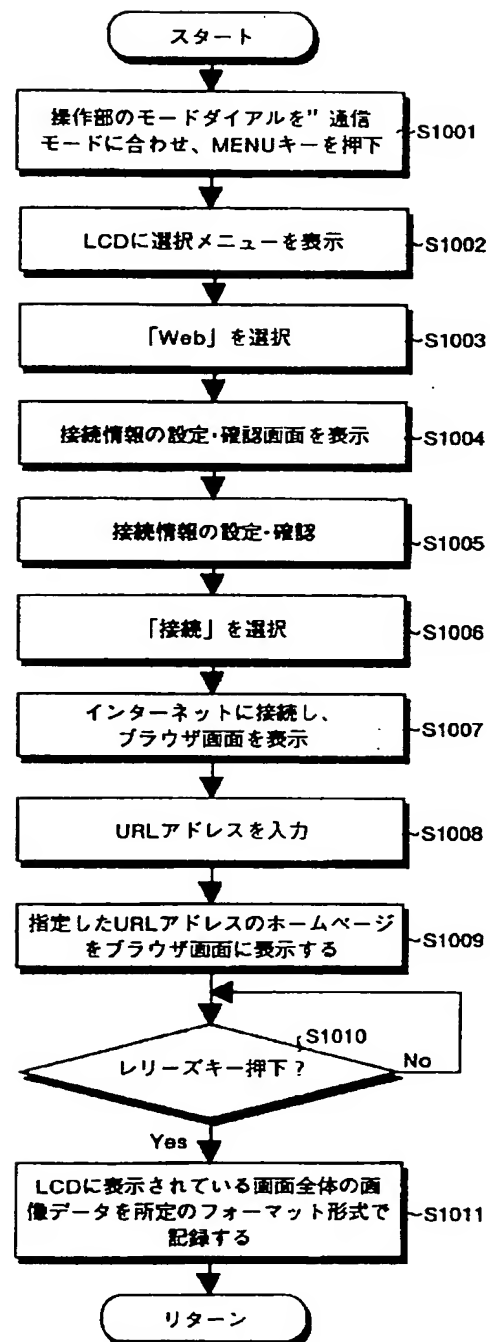 スタート
操作部のモードダイアルを”通信
モードに合わせ、MENUキーを押下
S1001
LCDに選択メニューを表示
S1002
「Web」を選択
S1003
接続情報の設定･確認画面を表示
S1004
接続情報の設定･確認
S1005
「接続」を選択
S1006
インターネットに接続し、
ブラウザ画面を表示
S1007
URLアドレスを入力
S1008
指定したURLアドレスのホームページ
をブラウザ画面に表示する
S1009
S1010
レリーズキー押下？
No
Yes
LCDに表示されている画面全体の画
像データを所定のフォーマット形式で
記録する
S1011
リターン